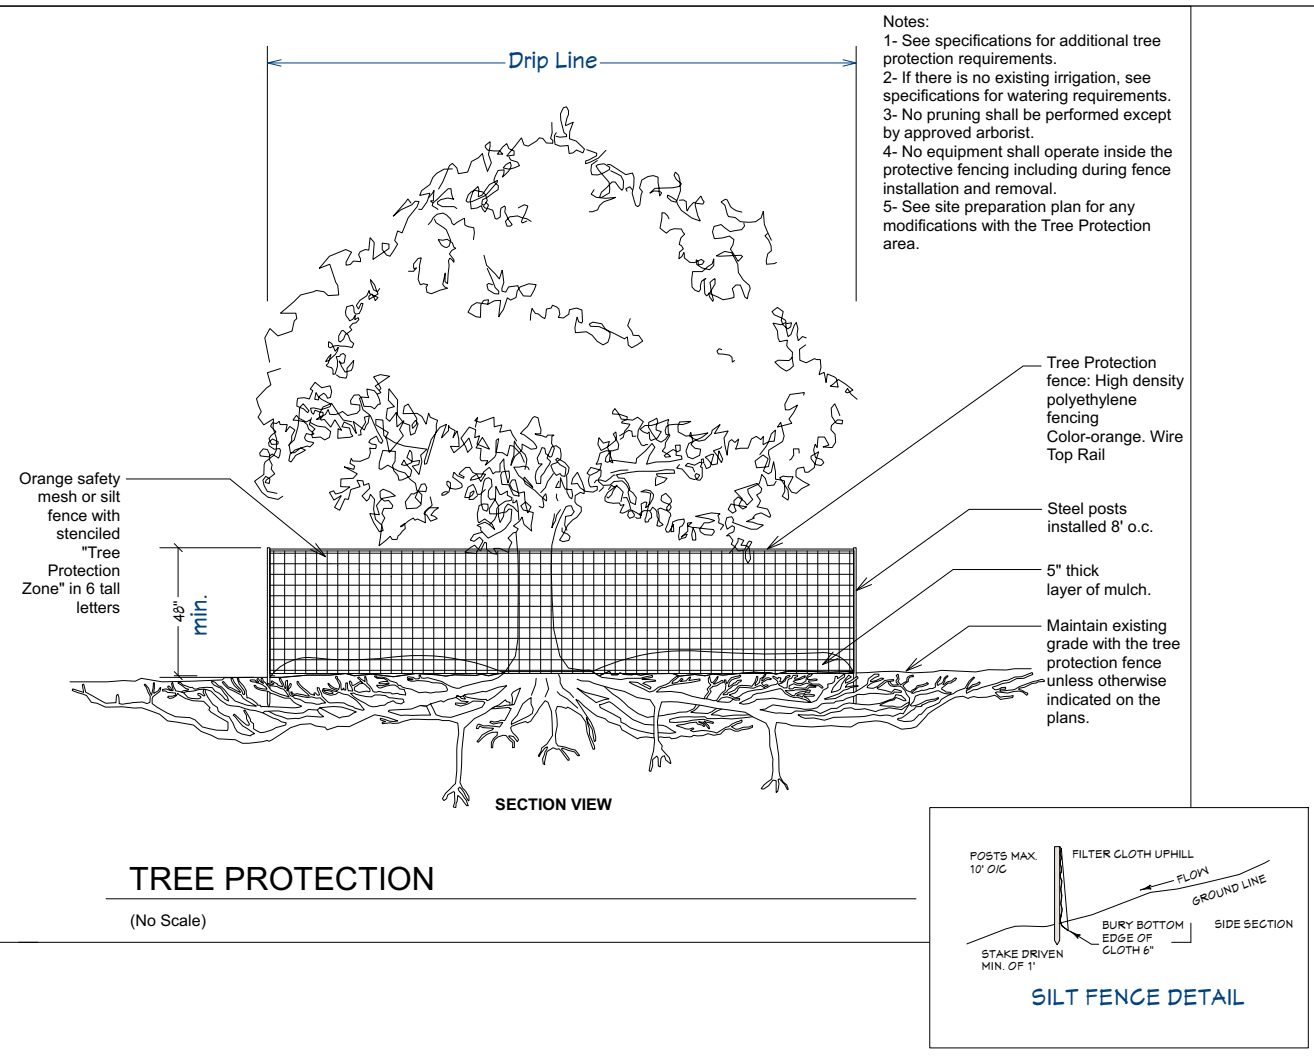 Notes:
1- See specifications for additional tree
protection requirements.
2- If there is no existing irrigation, see
specifications for watering requirements.
3- No pruning shall be performed except
by approved arborist.
4- No equipment shall operate inside the
protective fencing including during fence
installation and removal.
5- See site preparation plan for any
modifications with the Tree Protection
area.
Drip Line
Tree Protection
fence: High density
polyethylene
fencing
Color-orange. Wire
Top Rail
Orange safety
mesh or silt
fence with
stenciled
"Tree
Protection
Zone" in 6 tall
letters
48"
min.
Steel posts
installed 8' o.c.
5" thick
layer of mulch.
Maintain existing
grade with the tree
protection fence
unless otherwise
indicated on the
plans.
SECTION VIEW
TREE PROTECTION
(No Scale)
POSTS MAX.
10' O/C
FILTER CLOTH UPHILL
FLOW
GROUND LINE
BURY BOTTOM
EDGE OF
CLOTH 6"
SIDE SECTION
STAKE DRIVEN
MIN. OF 1'
SILT FENCE DETAIL